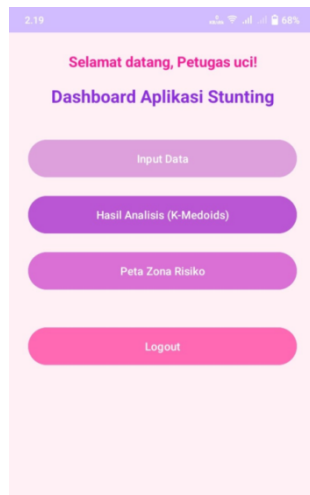 2.19
68%
Selamat datang, Petugas uci!
Dashboard Aplikasi Stunting
Input Data
Hasil Analisis (K-Medoids)
Peta Zona Risiko
Logout